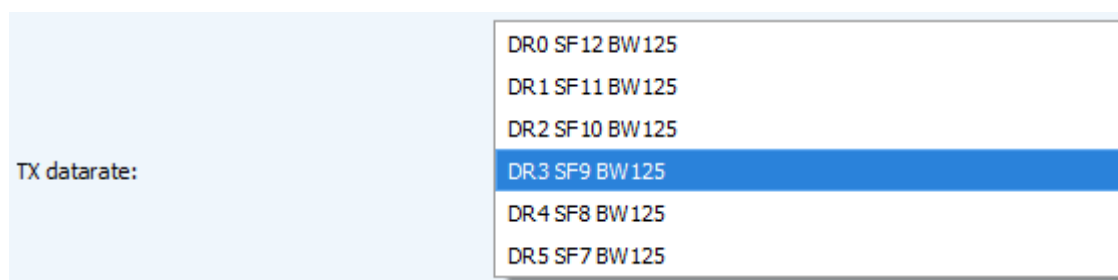 DR0 SF12 BW125
DR1 SF11 BW125
DR2 SF10 BW125
TX datarate:
DR3 SF9 BW125
DR4 SF8 BW125
DR5 SF7 BW125